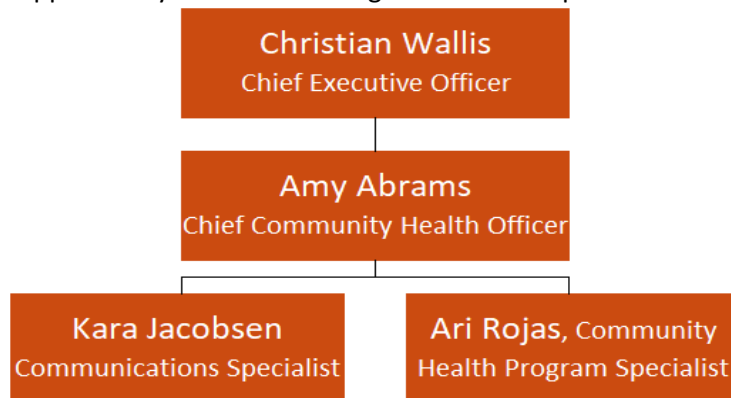 Christian Wallis
Chief Executive Officer
Amy Abrams
Chief Community Health Officer
Kara Jacobsen
Communications Specialist
Ari Rojas, Community
Health Program Specialist